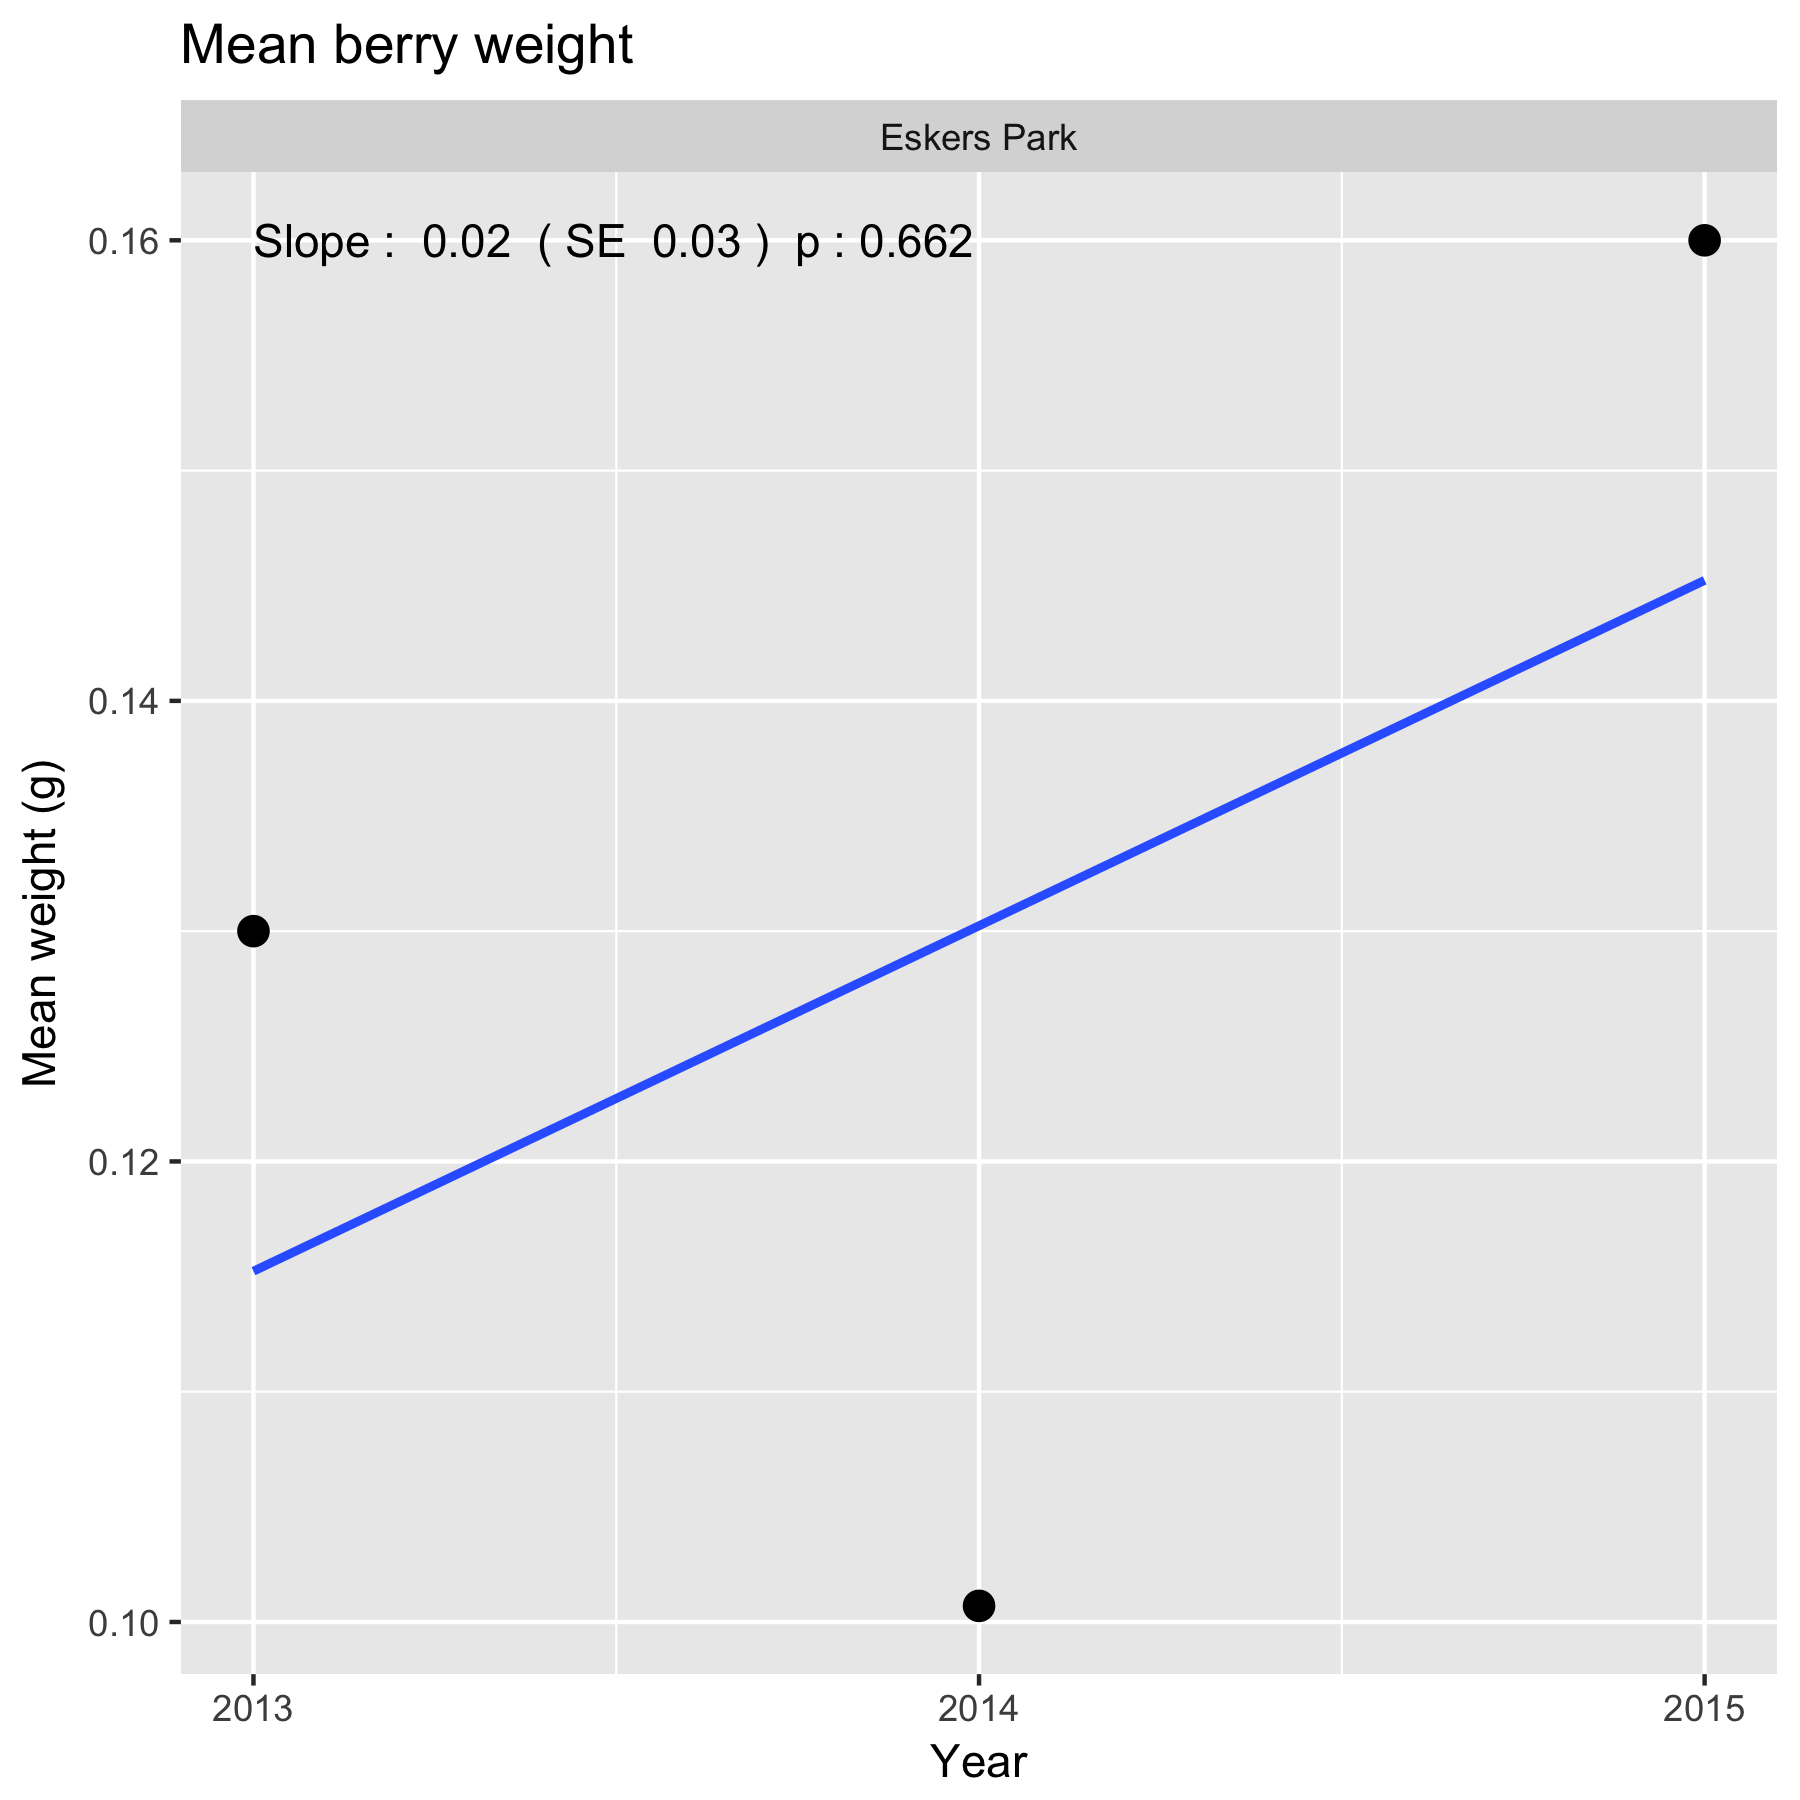 Mean berry weight
Eskers Park
Slope :  0.02  ( SE  0.03 )  p : 0.662
0.16
0.14
0.12
0.10
Mean weight (g)
2013 2014 2015
Year